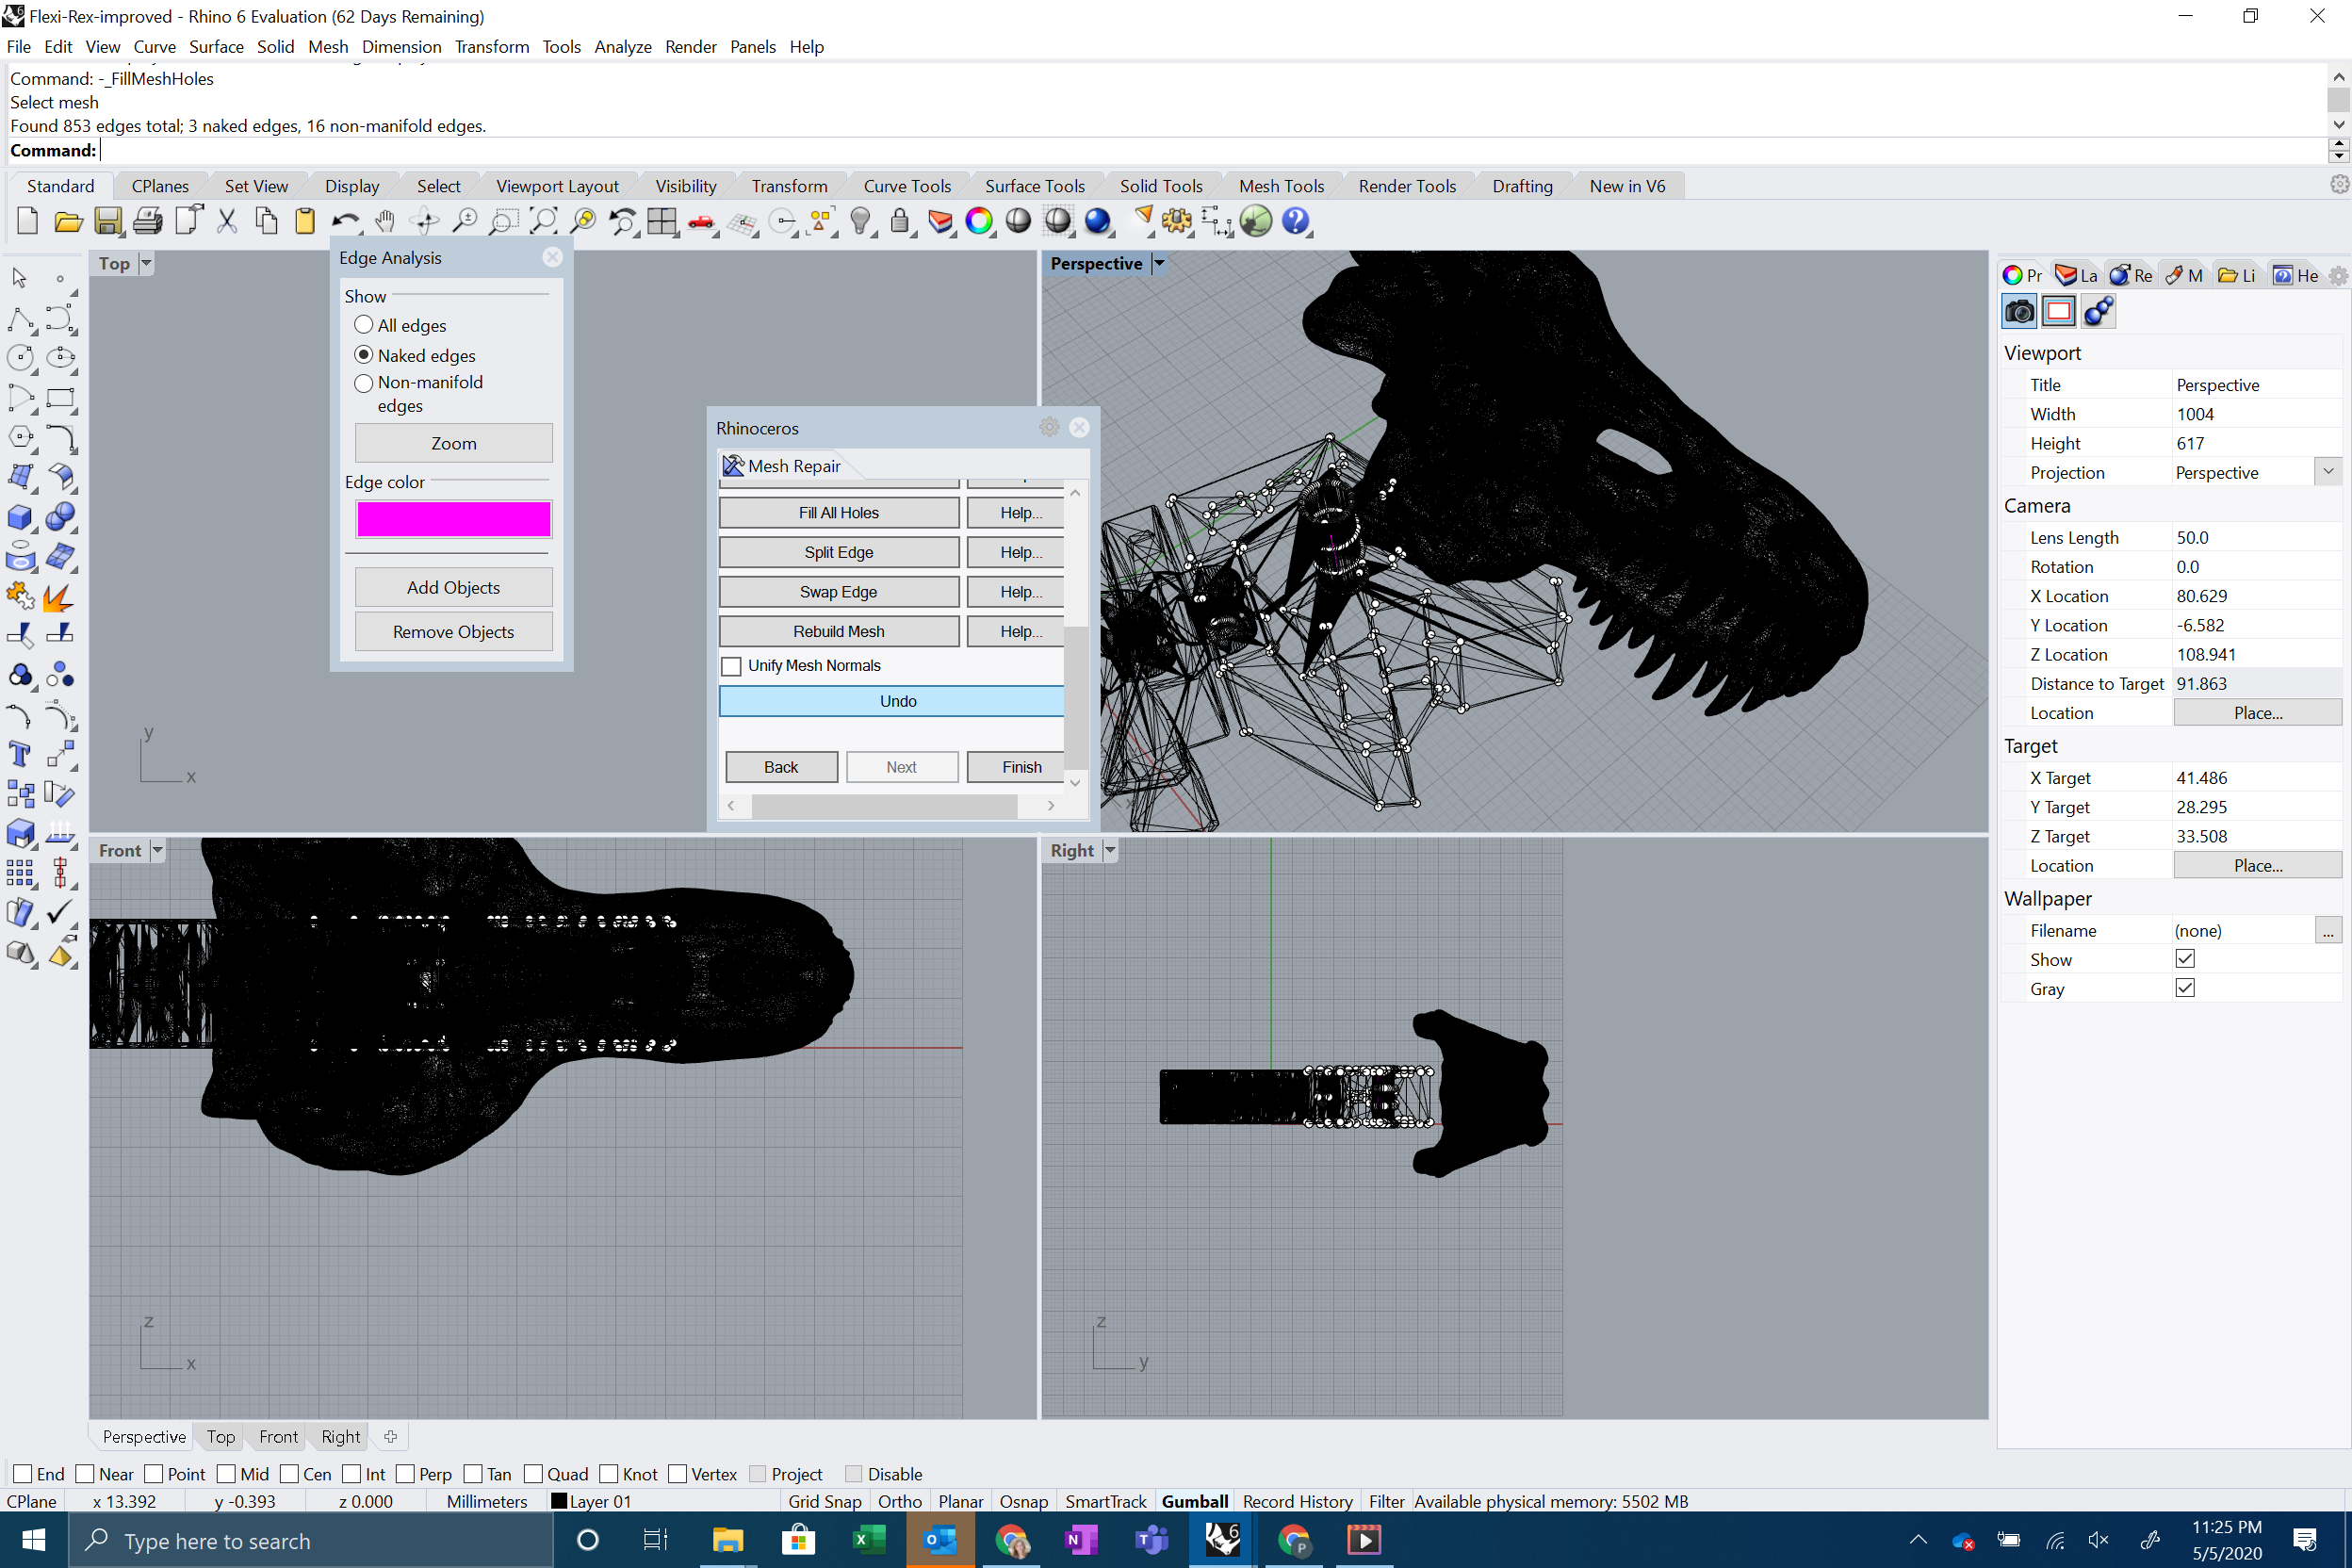 Flexi-Rex-improved - Rhino 6 Evaluation (62 Days Remaining)
File Edit View Curve Surface Solid Mesh Dimension Transform Tools Analyze Render Panels Help
Command: -_FillMeshHoles
Select mesh
Found 853 edges total; 3 naked edges, 16 non-manifold edges.
Command:
Standard CPlanes Set View Display Select Viewport Layout Visibility Transform Curve Tools Surface Tools Solid Tools Mesh Tools Render Tools Drafting New in V6
Top
Edge Analysis
Show
All edges
Naked edges
Non-manifold
edges
Zoom
Edge color
Add Objects
Remove Objects
y
x
Rhinoceros
Mesh Repair
Fill All Holes Help...
Split Edge Help...
Swap Edge Help...
Rebuild Mesh Help...
Unify Mesh Normals
Undo
Back Next Finish
Perspective
x
Front
z
x
Right
z
y
Pr La Re M Li He
Viewport
Title Perspective
Width 1004
Height 617
Projection Perspective
Camera
Lens Length 50.0
Rotation 0.0
X Location 80.629
Y Location -6.582
Z Location 108.941
Distance to Target 91.863
Location Place...
Target
X Target 41.486
Y Target 28.295
Z Target 33.508
Location Place...
Wallpaper
Filename (none) ...
Show
Gray
Perspective Top Front Right
End Near Point Mid Cen Int Perp Tan Quad Knot Vertex Project Disable
CPlane x 13.392 y -0.393 z 0.000 Millimeters Layer 01 Grid Snap Ortho Planar Osnap SmartTrack Gumball Record History Filter Available physical memory: 5502 MB
Type here to search
11:25 PM
5/5/2020